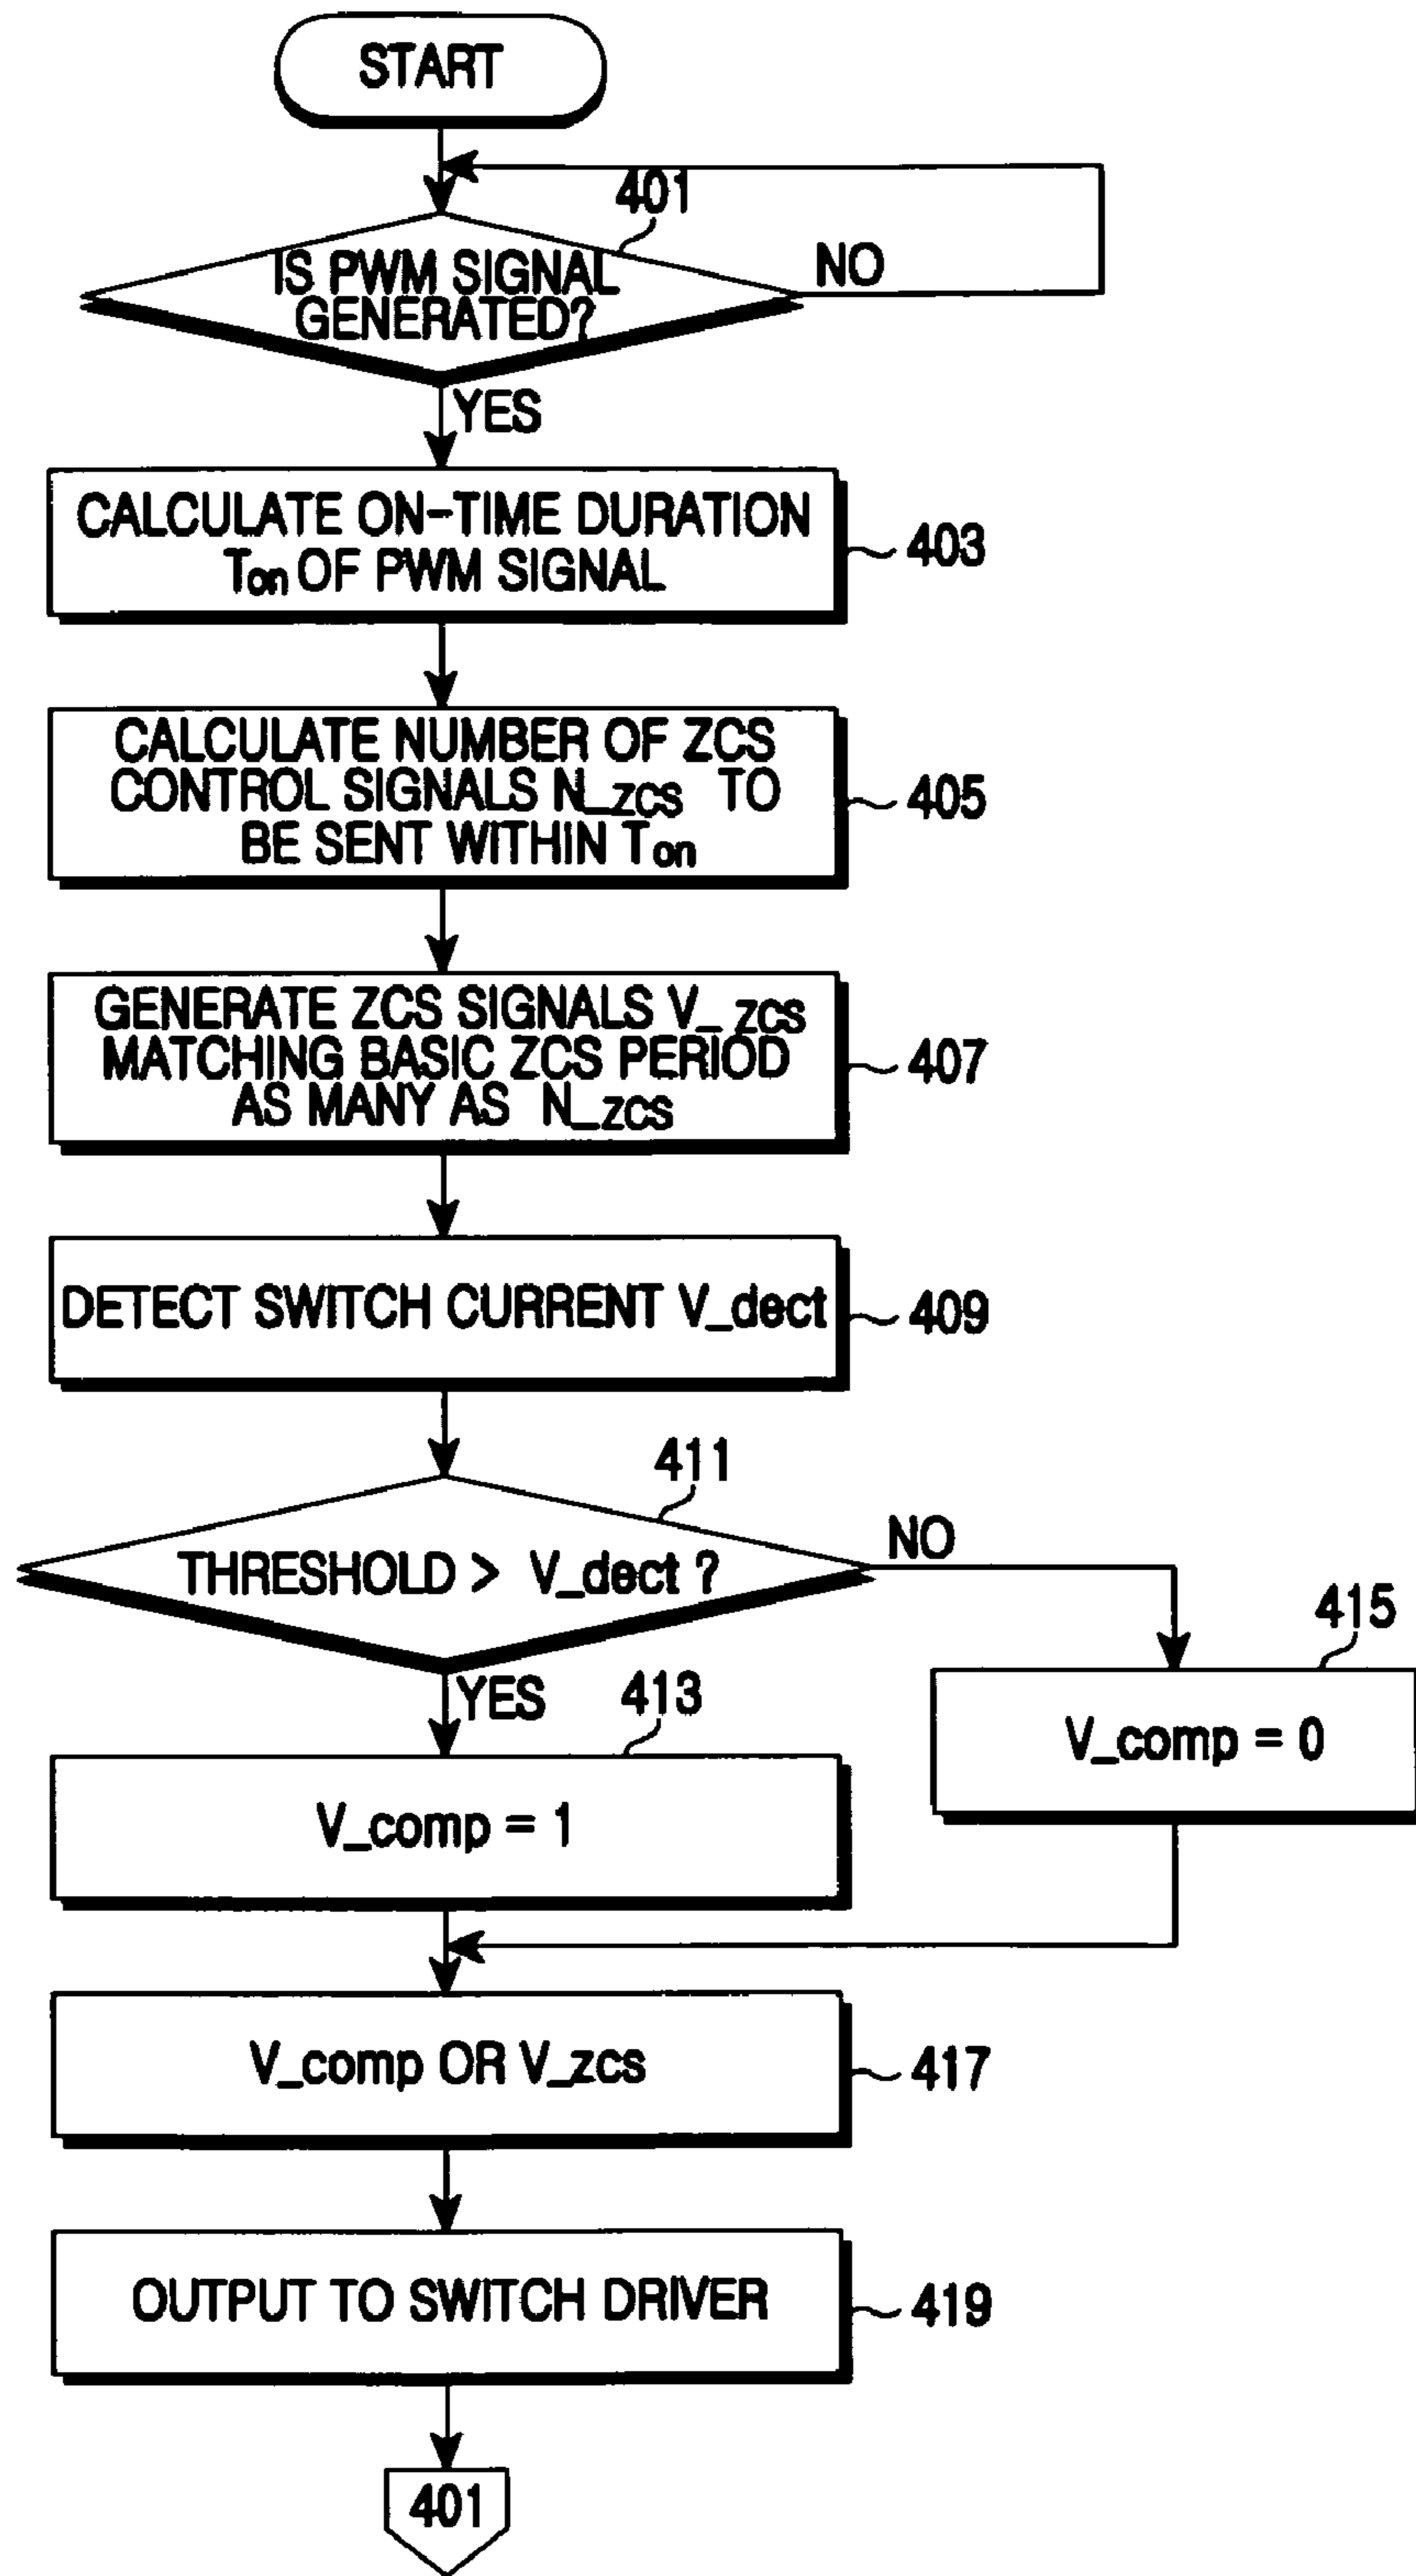 START
401
IS PWM SIGNAL
GENERATED?
NO
YES
CALCULATE ON-TIME DURATION
Ton OF PWM SIGNAL
403
CALCULATE NUMBER OF ZCS
CONTROL SIGNALS N_ZCS TO
BE SENT WITHIN Ton
405
GENERATE ZCS SIGNALS V_ZCS
MATCHING BASIC ZCS PERIOD
AS MANY AS N_ZCS
407
DETECT SWITCH CURRENT V_dect
409
411
THRESHOLD > V_dect ?
NO
YES
413
415
V_comp = 0
V_comp = 1
V_comp OR V_zcs
417
OUTPUT TO SWITCH DRIVER
419
401